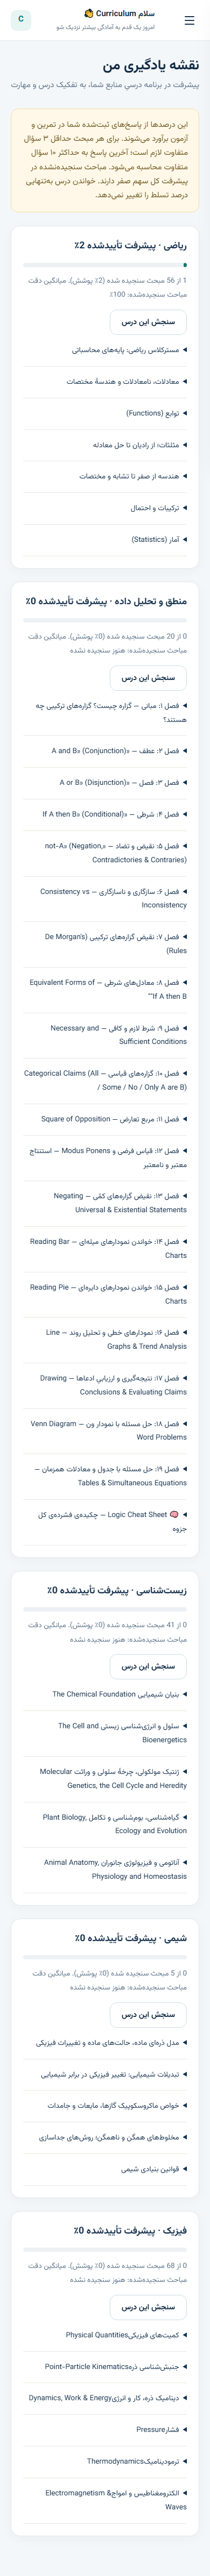 سلام Curriculum 👋
امروز یک قدم به آمادگی بیشتر نزدیک شو
C
نقشه یادگیری من
پیشرفت در برنامه درسی منابع شما، به تفکیک درس و مهارت
این درصدها از پاسخ‌های ثبت‌شده شما در تمرین و
آزمون برآورد می‌شوند. برای هر مبحث حداقل ۳ سؤال
متفاوت لازم است؛ آخرین پاسخ به حداکثر ۱۰ سؤال
متفاوت محاسبه می‌شود. مباحث سنجیده‌نشده در
پیشرفت کل سهم صفر دارند. خواندن درس به‌تنهایی
درصد تسلط را تغییر نمی‌دهد.
ریاضی · پیشرفت تأییدشده 2٪
1 از 56 مبحث سنجیده شده (2٪ پوشش). میانگین دقت
مباحث سنجیده‌شده: 100٪
سنجش این درس
مسترکلاس ریاضی: پایه‌های محاسباتی
معادلات، نامعادلات و هندسهٔ مختصات
توابع (Functions)
مثلثات؛ از رادیان تا حل معادله
هندسه از صفر تا تشابه و مختصات
ترکیبات و احتمال
آمار (Statistics)
منطق و تحلیل داده · پیشرفت تأییدشده 0٪
0 از 20 مبحث سنجیده شده (0٪ پوشش). میانگین دقت
مباحث سنجیده‌شده: هنوز سنجیده نشده
سنجش این درس
فصل ۱: مبانی — گزاره چیست؟ گزاره‌های ترکیبی چه
هستند؟
فصل ۲: عطف — «A and B» (Conjunction)
فصل ۳: فصل — «A or B» (Disjunction)
فصل ۴: شرطی — «If A then B» (Conditional)
فصل ۵: نقیض و تضاد — «not-A» (Negation,
Contradictories & Contraries)
فصل ۶: سازگاری و ناسازگاری — Consistency vs
Inconsistency
فصل ۷: نقیض گزاره‌های ترکیبی (De Morgan's
Rules)
فصل ۸: معادل‌های شرطی — Equivalent Forms of
"If A then B"
فصل ۹: شرط لازم و کافی — Necessary and
Sufficient Conditions
فصل ۱۰: گزاره‌های قیاسی — Categorical Claims (All
/ Some / No / Only A are B)
فصل ۱۱: مربع تعارض — Square of Opposition
فصل ۱۲: قیاس فرضی و Modus Ponens — استنتاج
معتبر و نامعتبر
فصل ۱۳: نقیض گزاره‌های کمّی — Negating
Universal & Existential Statements
فصل ۱۴: خواندن نمودارهای میله‌ای — Reading Bar
Charts
فصل ۱۵: خواندن نمودارهای دایره‌ای — Reading Pie
Charts
فصل ۱۶: نمودارهای خطی و تحلیل روند — Line
Graphs & Trend Analysis
فصل ۱۷: نتیجه‌گیری و ارزیابی ادعاها — Drawing
Conclusions & Evaluating Claims
فصل ۱۸: حل مسئله با نمودار ون — Venn Diagram
Word Problems
فصل ۱۹: حل مسئله با جدول و معادلات همزمان —
Tables & Simultaneous Equations
🧠 Logic Cheat Sheet — چکیده‌ی فشرده‌ی کل
جزوه
زیست‌شناسی · پیشرفت تأییدشده 0٪
0 از 41 مبحث سنجیده شده (0٪ پوشش). میانگین دقت
مباحث سنجیده‌شده: هنوز سنجیده نشده
سنجش این درس
بنیان شیمیایی The Chemical Foundation
سلول و انرژی‌شناسی زیستی The Cell and
Bioenergetics
ژنتیک مولکولی، چرخهٔ سلولی و وراثت Molecular
Genetics, the Cell Cycle and Heredity
گیاه‌شناسی، بوم‌شناسی و تکامل Plant Biology,
Ecology and Evolution
آناتومی و فیزیولوژی جانوران Animal Anatomy,
Physiology and Homeostasis
شیمی · پیشرفت تأییدشده 0٪
0 از 5 مبحث سنجیده شده (0٪ پوشش). میانگین دقت
مباحث سنجیده‌شده: هنوز سنجیده نشده
سنجش این درس
مدل ذره‌ای ماده، حالت‌های ماده و تغییرات فیزیکی
تبدیلات شیمیایی: تغییر فیزیکی در برابر شیمیایی
خواص ماکروسکوپیک گازها، مایعات و جامدات
مخلوط‌های همگن و ناهمگن؛ روش‌های جداسازی
قوانین بنیادی شیمی
فیزیک · پیشرفت تأییدشده 0٪
0 از 68 مبحث سنجیده شده (0٪ پوشش). میانگین دقت
مباحث سنجیده‌شده: هنوز سنجیده نشده
سنجش این درس
کمیت‌های فیزیکیPhysical Quantities
جنبش‌شناسی ذرهPoint-Particle Kinematics
دینامیک ذره، کار و انرژیDynamics, Work & Energy
فشارPressure
ترمودینامیکThermodynamics
الکترومغناطیس و امواجElectromagnetism &
Waves